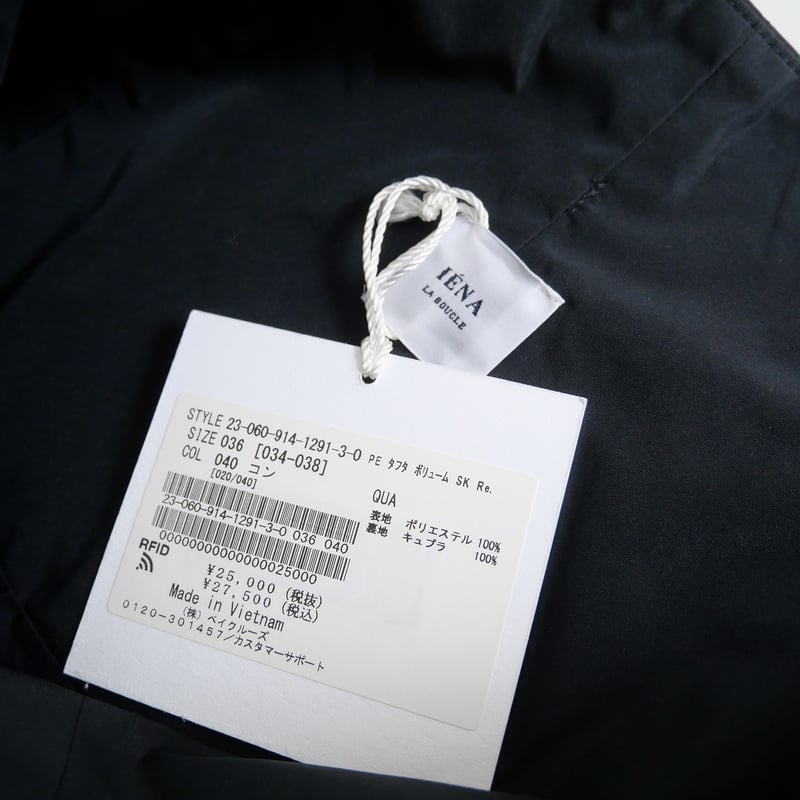 IÉNA
LA BOUCLE
STYLE 23-060-914-1291-3-0 PE タフタ ボリューム SK Re.
SIZE 036 [034-038]
COL 040 コン
[020/040]
QUA
表地 ポリエステル 100%
裏地 キュプラ 100%
23-060-914-1291-3-0 036 040
00000000000000025000
RFID
¥25,000 (税抜)
¥27,500 (税込)
Made in Vietnam
(株) ベイクルーズ
0120-301457/カスタマーサポート